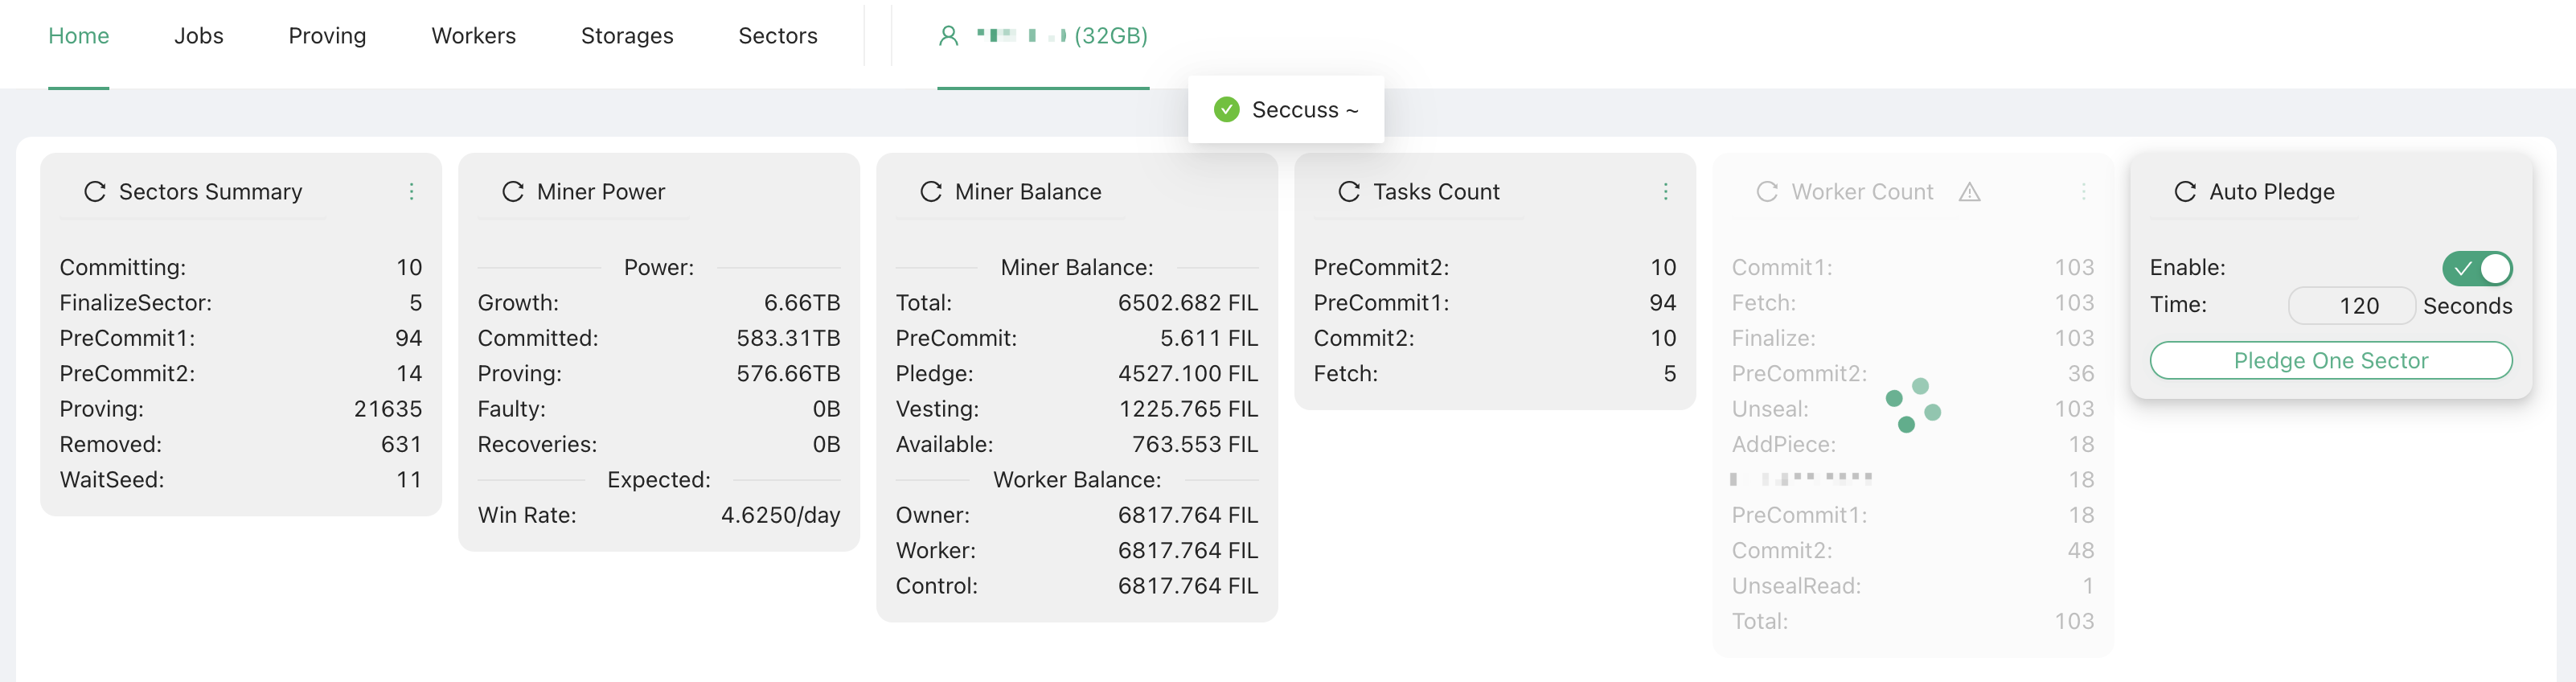 Home Jobs Proving Workers Storages Sectors (32GB)
Seccuss ~
Sectors Summary
Committing: 10
FinalizeSector: 5
PreCommit1: 94
PreCommit2: 14
Proving: 21635
Removed: 631
WaitSeed: 11
Miner Power
Power:
Growth: 6.66TB
Committed: 583.31TB
Proving: 576.66TB
Faulty: 0B
Recoveries: 0B
Expected:
Win Rate: 4.6250/day
Miner Balance
Miner Balance:
Total: 6502.682 FIL
PreCommit: 5.611 FIL
Pledge: 4527.100 FIL
Vesting: 1225.765 FIL
Available: 763.553 FIL
Worker Balance:
Owner: 6817.764 FIL
Worker: 6817.764 FIL
Control: 6817.764 FIL
Tasks Count
PreCommit2: 10
PreCommit1: 94
Commit2: 10
Fetch: 5
Worker Count
Commit1: 103
Fetch: 103
Finalize: 103
PreCommit2: 36
Unseal: 103
AddPiece: 18
18
PreCommit1: 18
Commit2: 48
UnsealRead: 1
Total: 103
Auto Pledge
Enable:
Time: 120 Seconds
Pledge One Sector